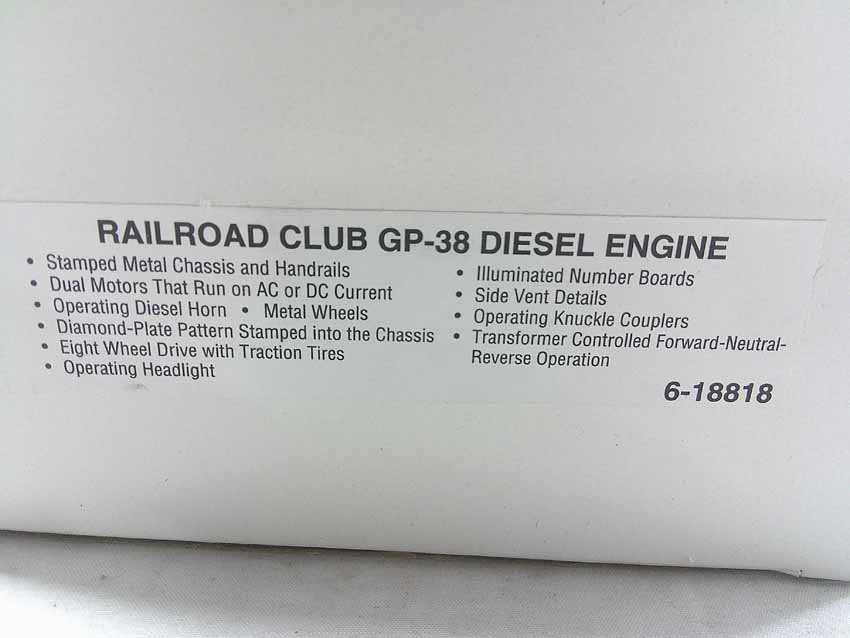 RAILROAD CLUB GP-38 DIESEL ENGINE
• Stamped Metal Chassis and Handrails
• Dual Motors That Run on AC or DC Current
• Operating Diesel Horn • Metal Wheels
• Diamond-Plate Pattern Stamped into the Chassis
• Eight Wheel Drive with Traction Tires
• Operating Headlight
• Illuminated Number Boards
• Side Vent Details
• Operating Knuckle Couplers
• Transformer Controlled Forward-Neutral-
Reverse Operation
6-18818